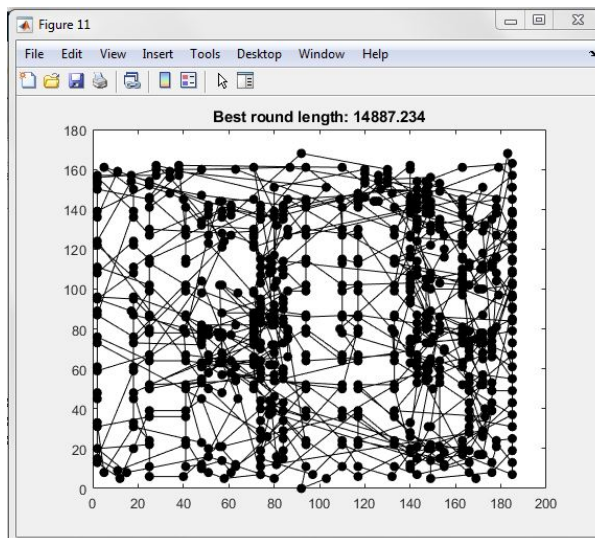 Figure 11
File Edit View Insert Tools Desktop Window Help
Best round length: 14887.234
180
160
140
120
100
80
60
40
20
0
0 20 40 60 80 100 120 140 160 180 200